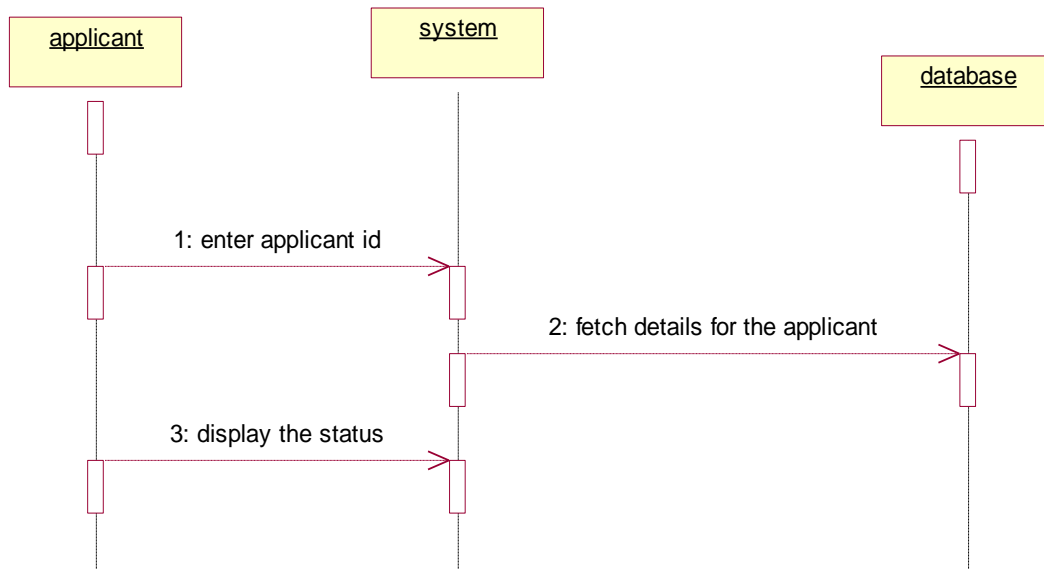 applicant
system
database
1: enter applicant id
2: fetch details for the applicant
3: display the status